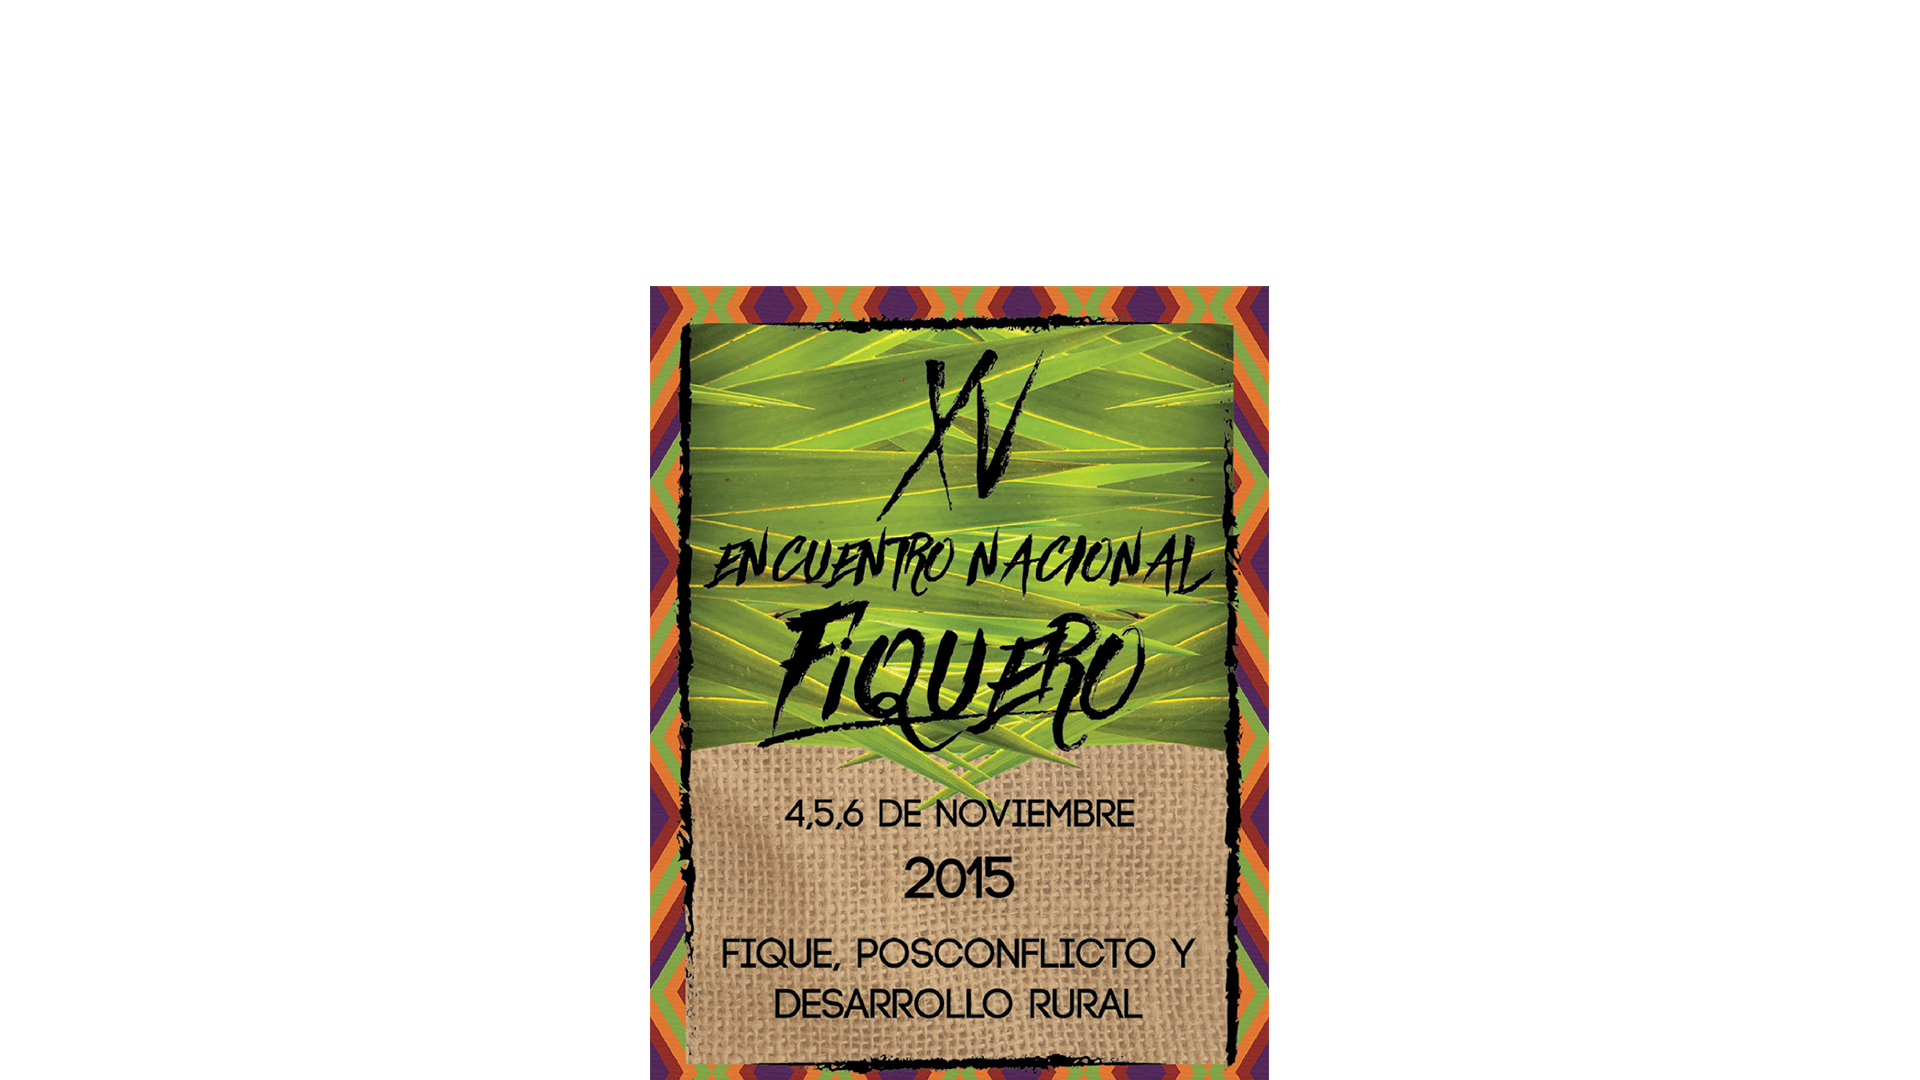 XV
ENCUENTRO NACIONAL
FIQUERO
4,5,6 DE NOVIEMBRE
2015
FIQUE, POSCONFLICTO Y
DESARROLLO RURAL